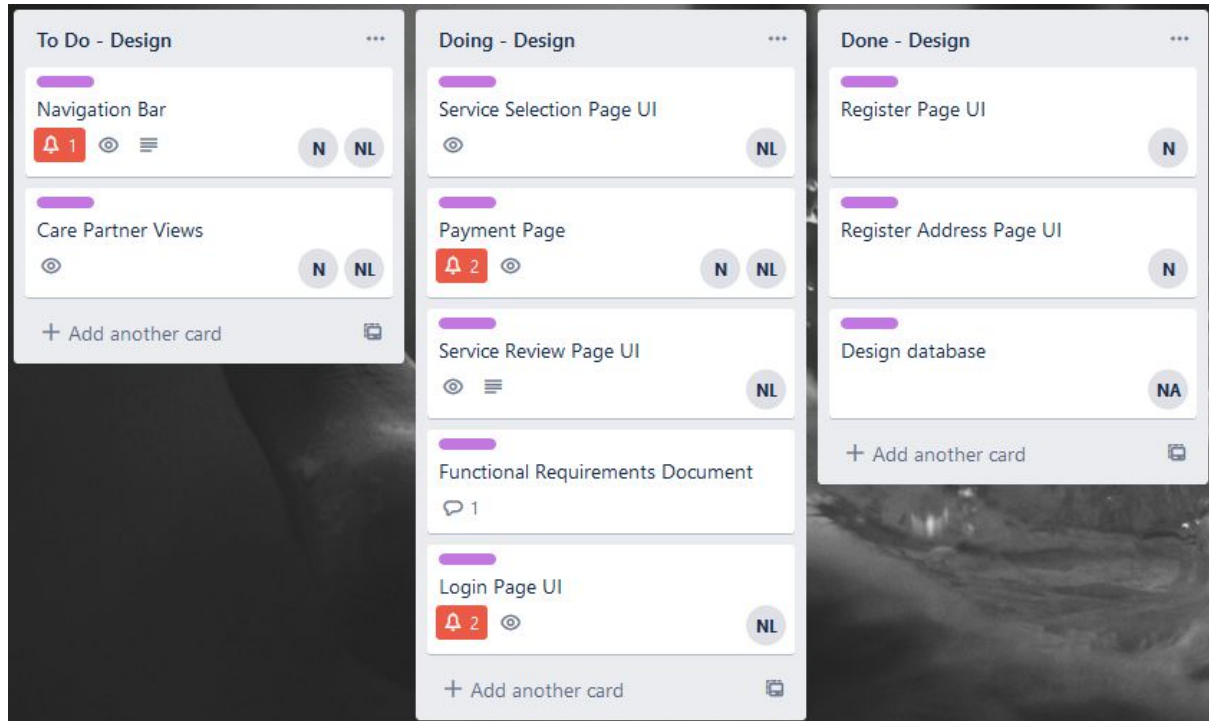 To Do - Design
Navigation Bar
1
N NL
Care Partner Views
N NL
+ Add another card
Doing - Design
Service Selection Page UI
NL
Payment Page
2
N NL
Service Review Page UI
NL
Functional Requirements Document
1
Login Page UI
2
NL
+ Add another card
Done - Design
Register Page UI
N
Register Address Page UI
N
Design database
NA
+ Add another card